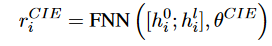 r_i^{CIE} = FNN([h_i^0; h_i^l], θ^{CIE})